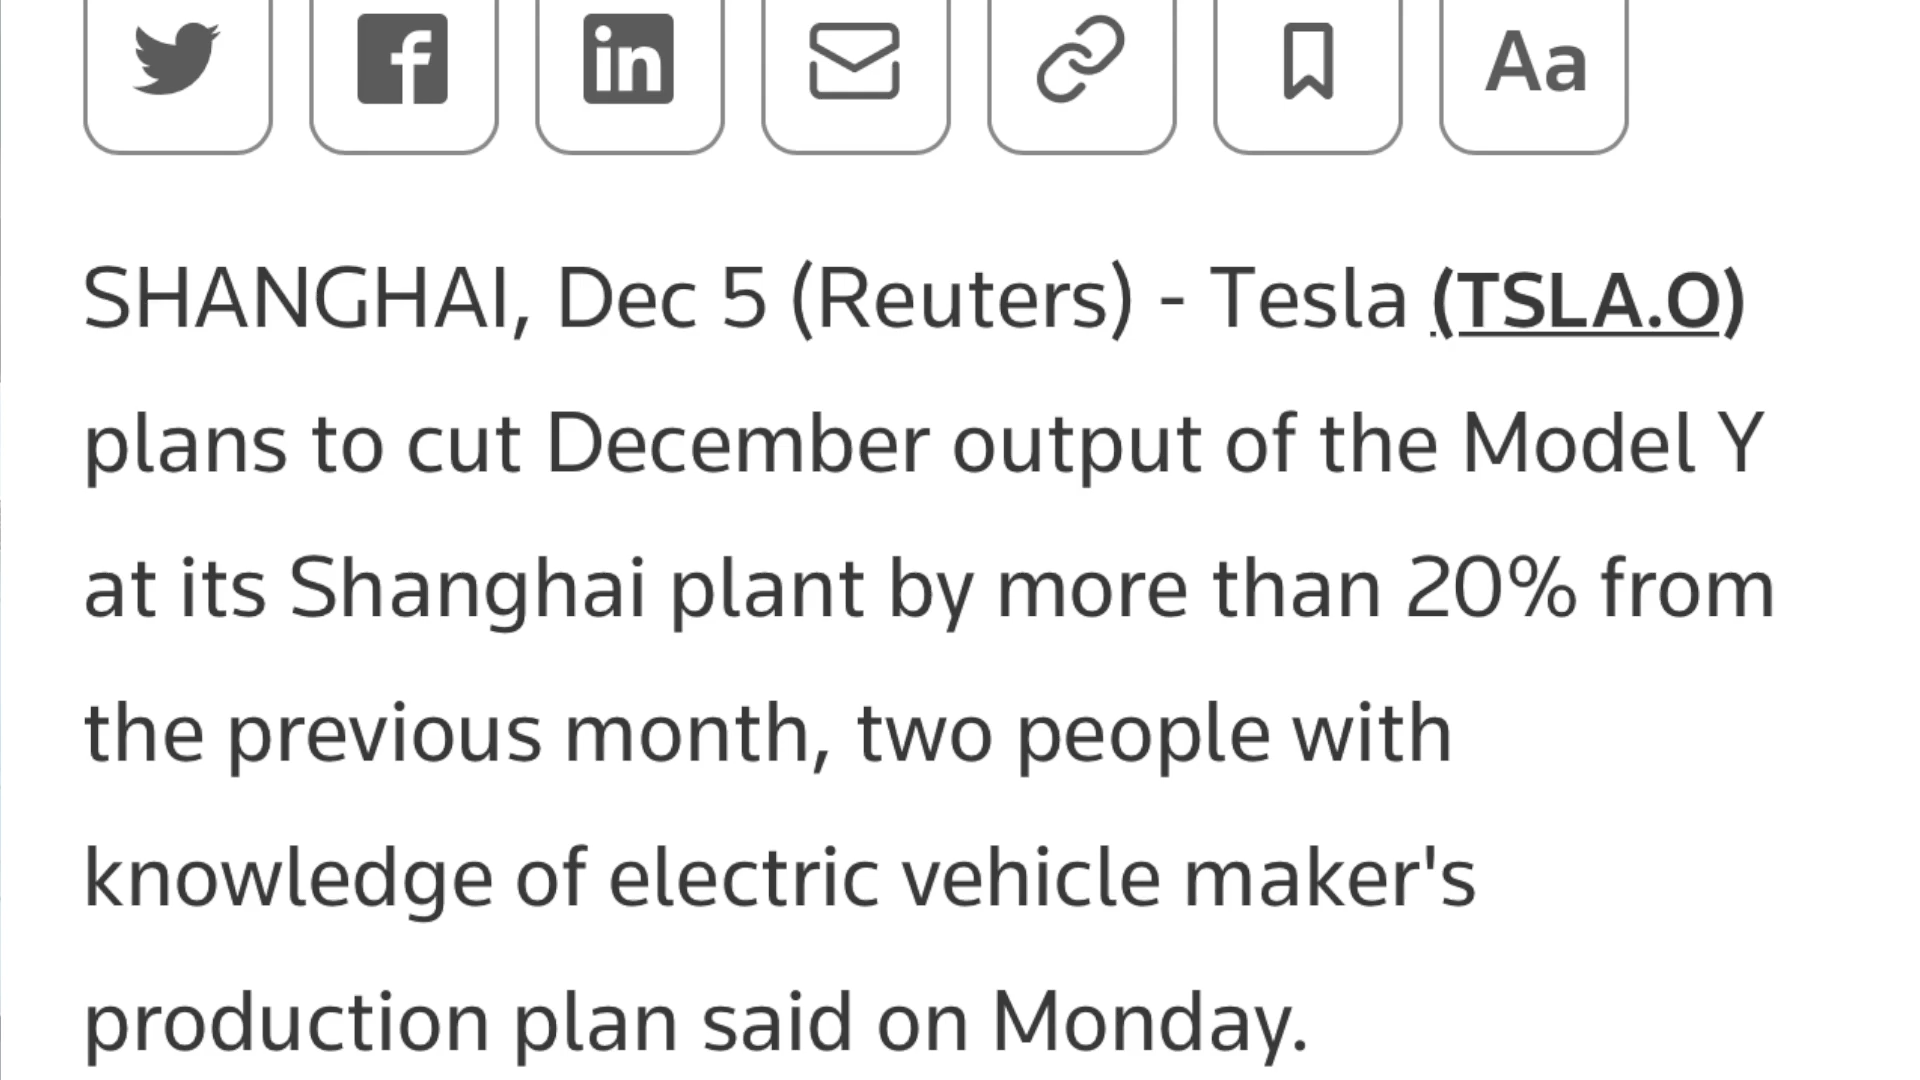 Aa
SHANGHAI, Dec 5 (Reuters) - Tesla (TSLA.O)
plans to cut December output of the Model Y
at its Shanghai plant by more than 20% from
the previous month, two people with
knowledge of electric vehicle maker's
production plan said on Monday.